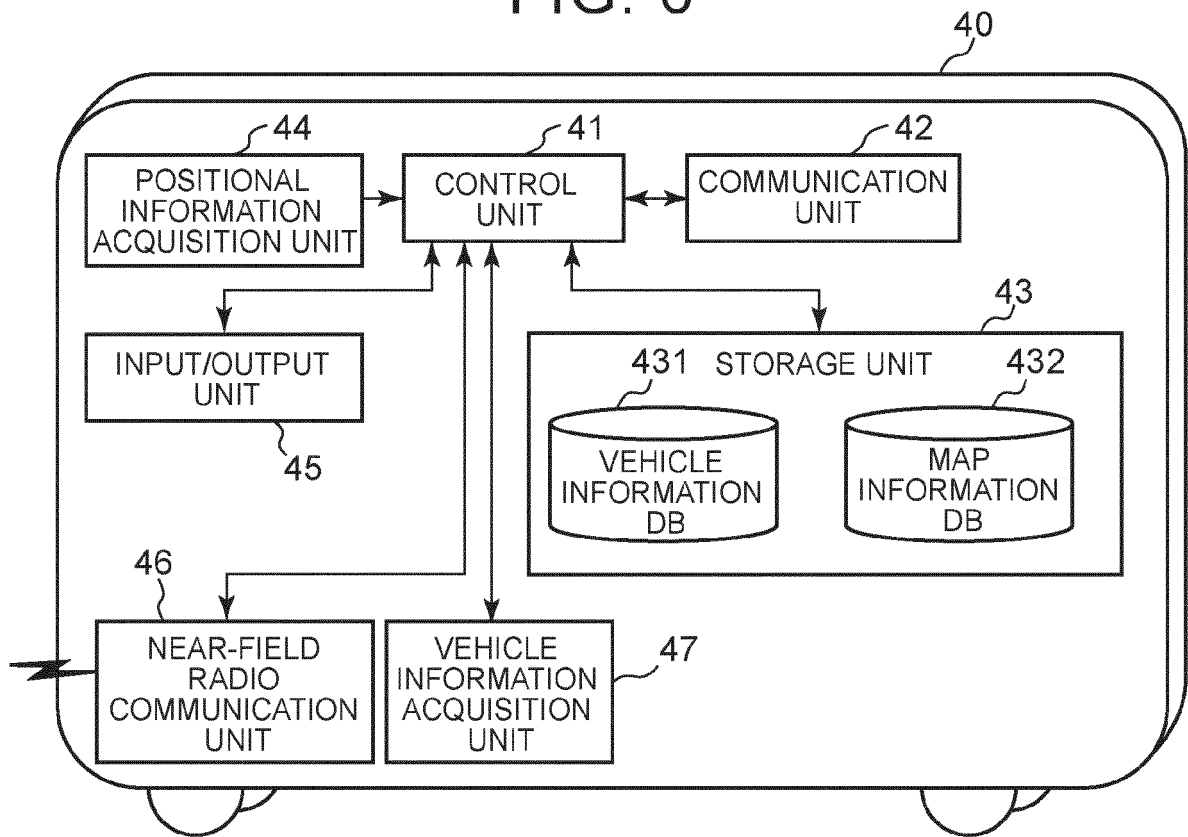 40
44
POSITIONAL
INFORMATION
ACQUISITION UNIT
41
CONTROL
UNIT
42
COMMUNICATION
UNIT
INPUT/OUTPUT
UNIT
45
43
STORAGE UNIT
431
VEHICLE
INFORMATION
DB
432
MAP
INFORMATION
DB
46
NEAR-FIELD
RADIO
COMMUNICATION
UNIT
VEHICLE
INFORMATION
ACQUISITION
UNIT
47